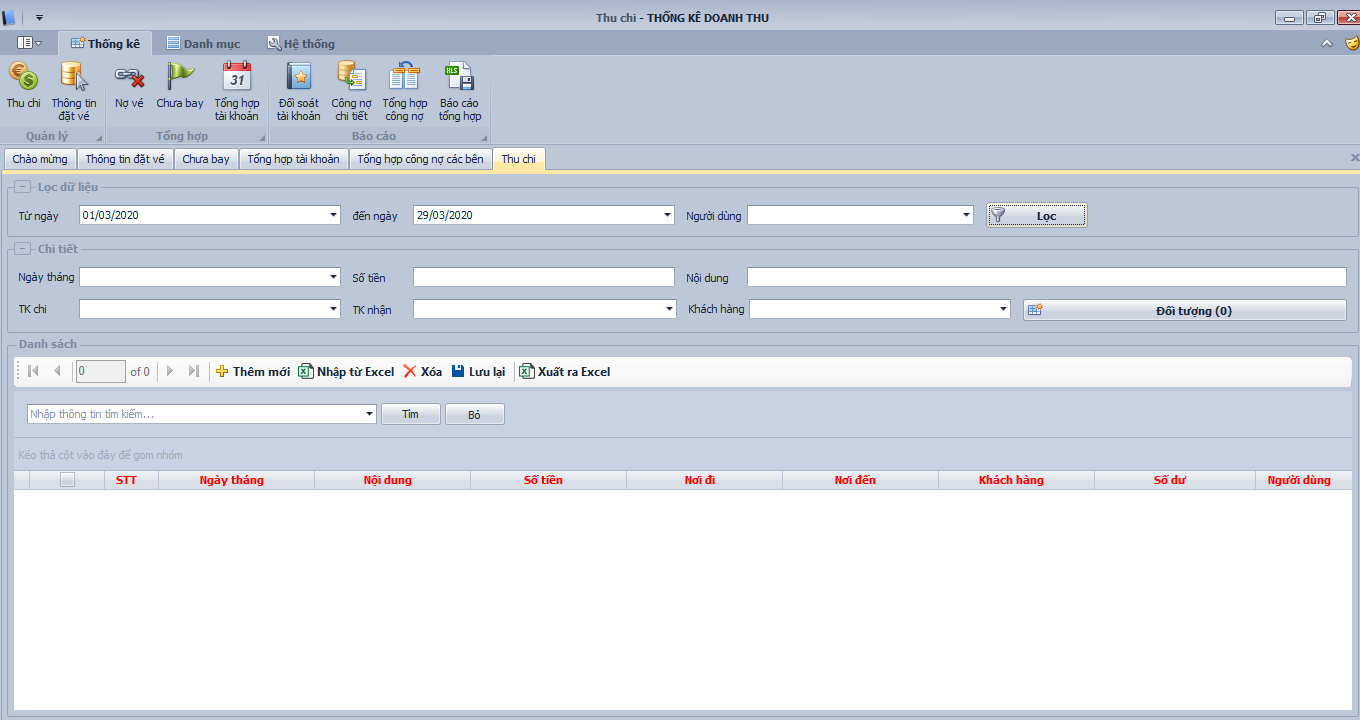 Thu chi - THỐNG KÊ DOANH THU
Thống kê Danh mục Hệ thống
Thu chi Thông tin đặt vé Nợ vé Chưa bay Tổng hợp tài khoản Đối soát tài khoản Công nợ chi tiết Tổng hợp công nợ Báo cáo tổng hợp
31
XLS
Quản lý Tổng hợp Báo cáo
Chào mừng Thông tin đặt vé Chưa bay Tổng hợp tài khoản Tổng hợp công nợ các bên Thu chi
Lọc dữ liệu
Từ ngày 01/03/2020 đến ngày 29/03/2020 Người dùng Lọc
Chi tiết
Ngày tháng Số tiền Nội dung
TK chi TK nhận Khách hàng Đối tượng (0)
Danh sách
0 of 0 Thêm mới Nhập từ Excel Xóa Lưu lại Xuất ra Excel
Nhập thông tin tìm kiếm... Tìm Bỏ
Kéo thả cột vào đây để gom nhóm
STT Ngày tháng Nội dung Số tiền Nơi đi Nơi đến Khách hàng Số dư Người dùng